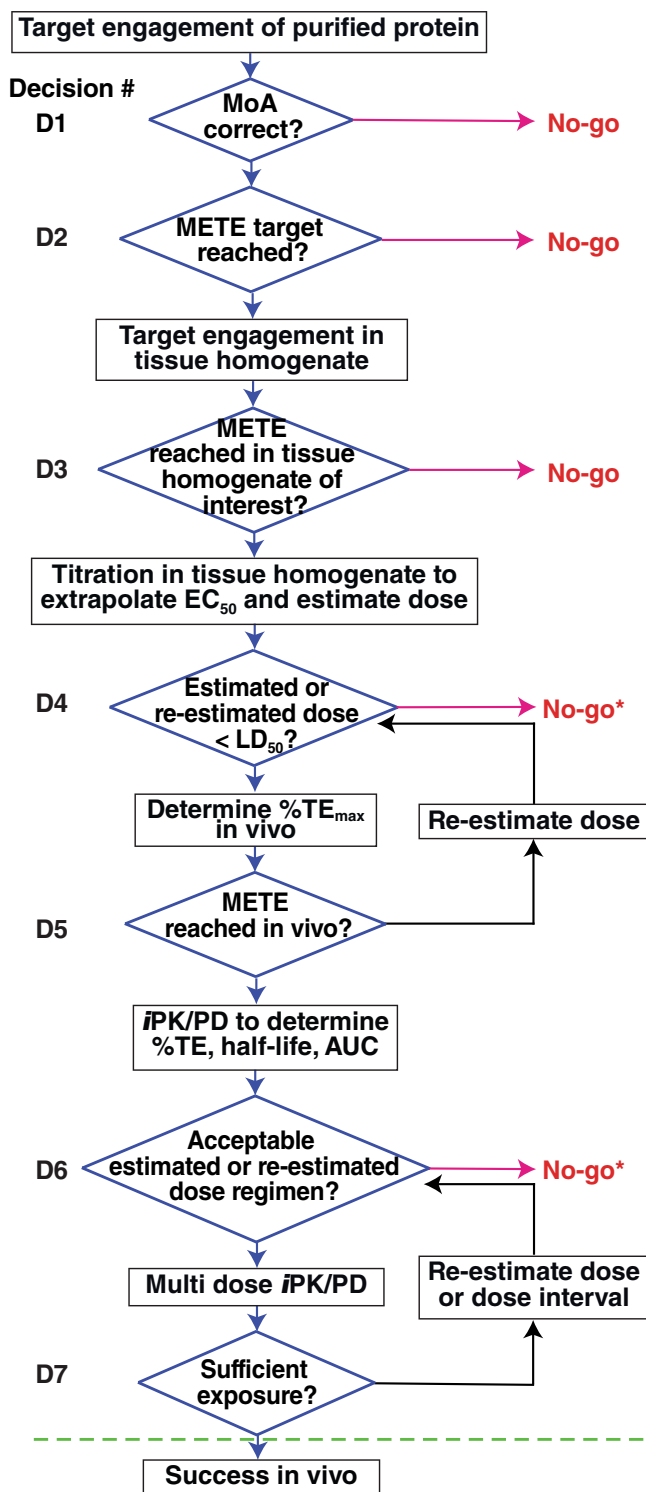 Target engagement of purified protein
Decision #
D1
MoA
correct?
No-go
D2
METE target
reached?
No-go
Target engagement in
tissue homogenate
D3
METE
reached in tissue
homogenate of
interest?
No-go
Titration in tissue homogenate to
extrapolate EC50 and estimate dose
D4
Estimated or
re-estimated dose
< LD50?
No-go*
Determine %TEmax
in vivo
Re-estimate dose
D5
METE
reached in vivo?
iPK/PD to determine
%TE, half-life, AUC
D6
Acceptable
estimated or re-estimated
dose regimen?
No-go*
Multi dose iPK/PD
Re-estimate dose
or dose interval
D7
Sufficient
exposure?
Success in vivo